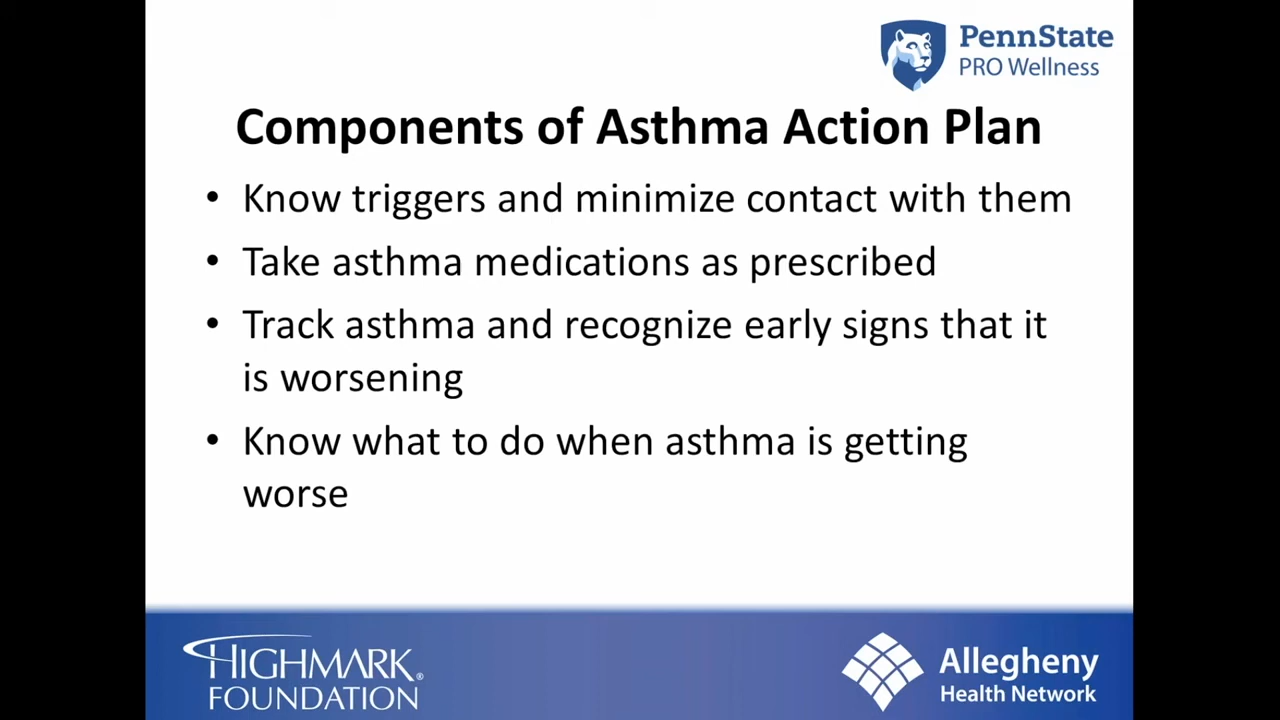 PennState
PRO Wellness
Components of Asthma Action Plan
• Know triggers and minimize contact with them
• Take asthma medications as prescribed
• Track asthma and recognize early signs that it
is worsening
• Know what to do when asthma is getting
worse
HIGHMARK®
FOUNDATION
Allegheny
Health Network